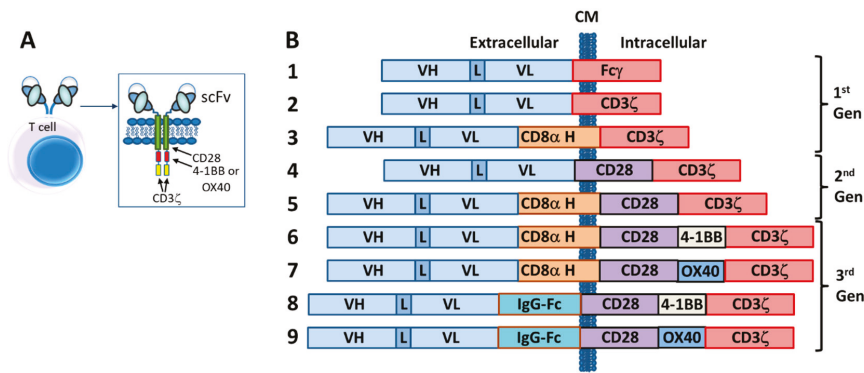 A
T cell
scFv
CD28
4-1BB or
OX40
CD3ζ
B
CM
Extracellular Intracellular
1 VH L VL Fcγ
2 VH L VL CD3ζ
3 VH L VL CD8α H CD3ζ
1st
Gen
4 VH L VL CD28 CD3ζ
5 VH L VL CD8α H CD28 CD3ζ
2nd
Gen
6 VH L VL CD8α H CD28 4-1BB CD3ζ
7 VH L VL CD8α H CD28 OX40 CD3ζ
8 VH L VL IgG-Fc CD28 4-1BB CD3ζ
9 VH L VL IgG-Fc CD28 OX40 CD3ζ
3rd
Gen